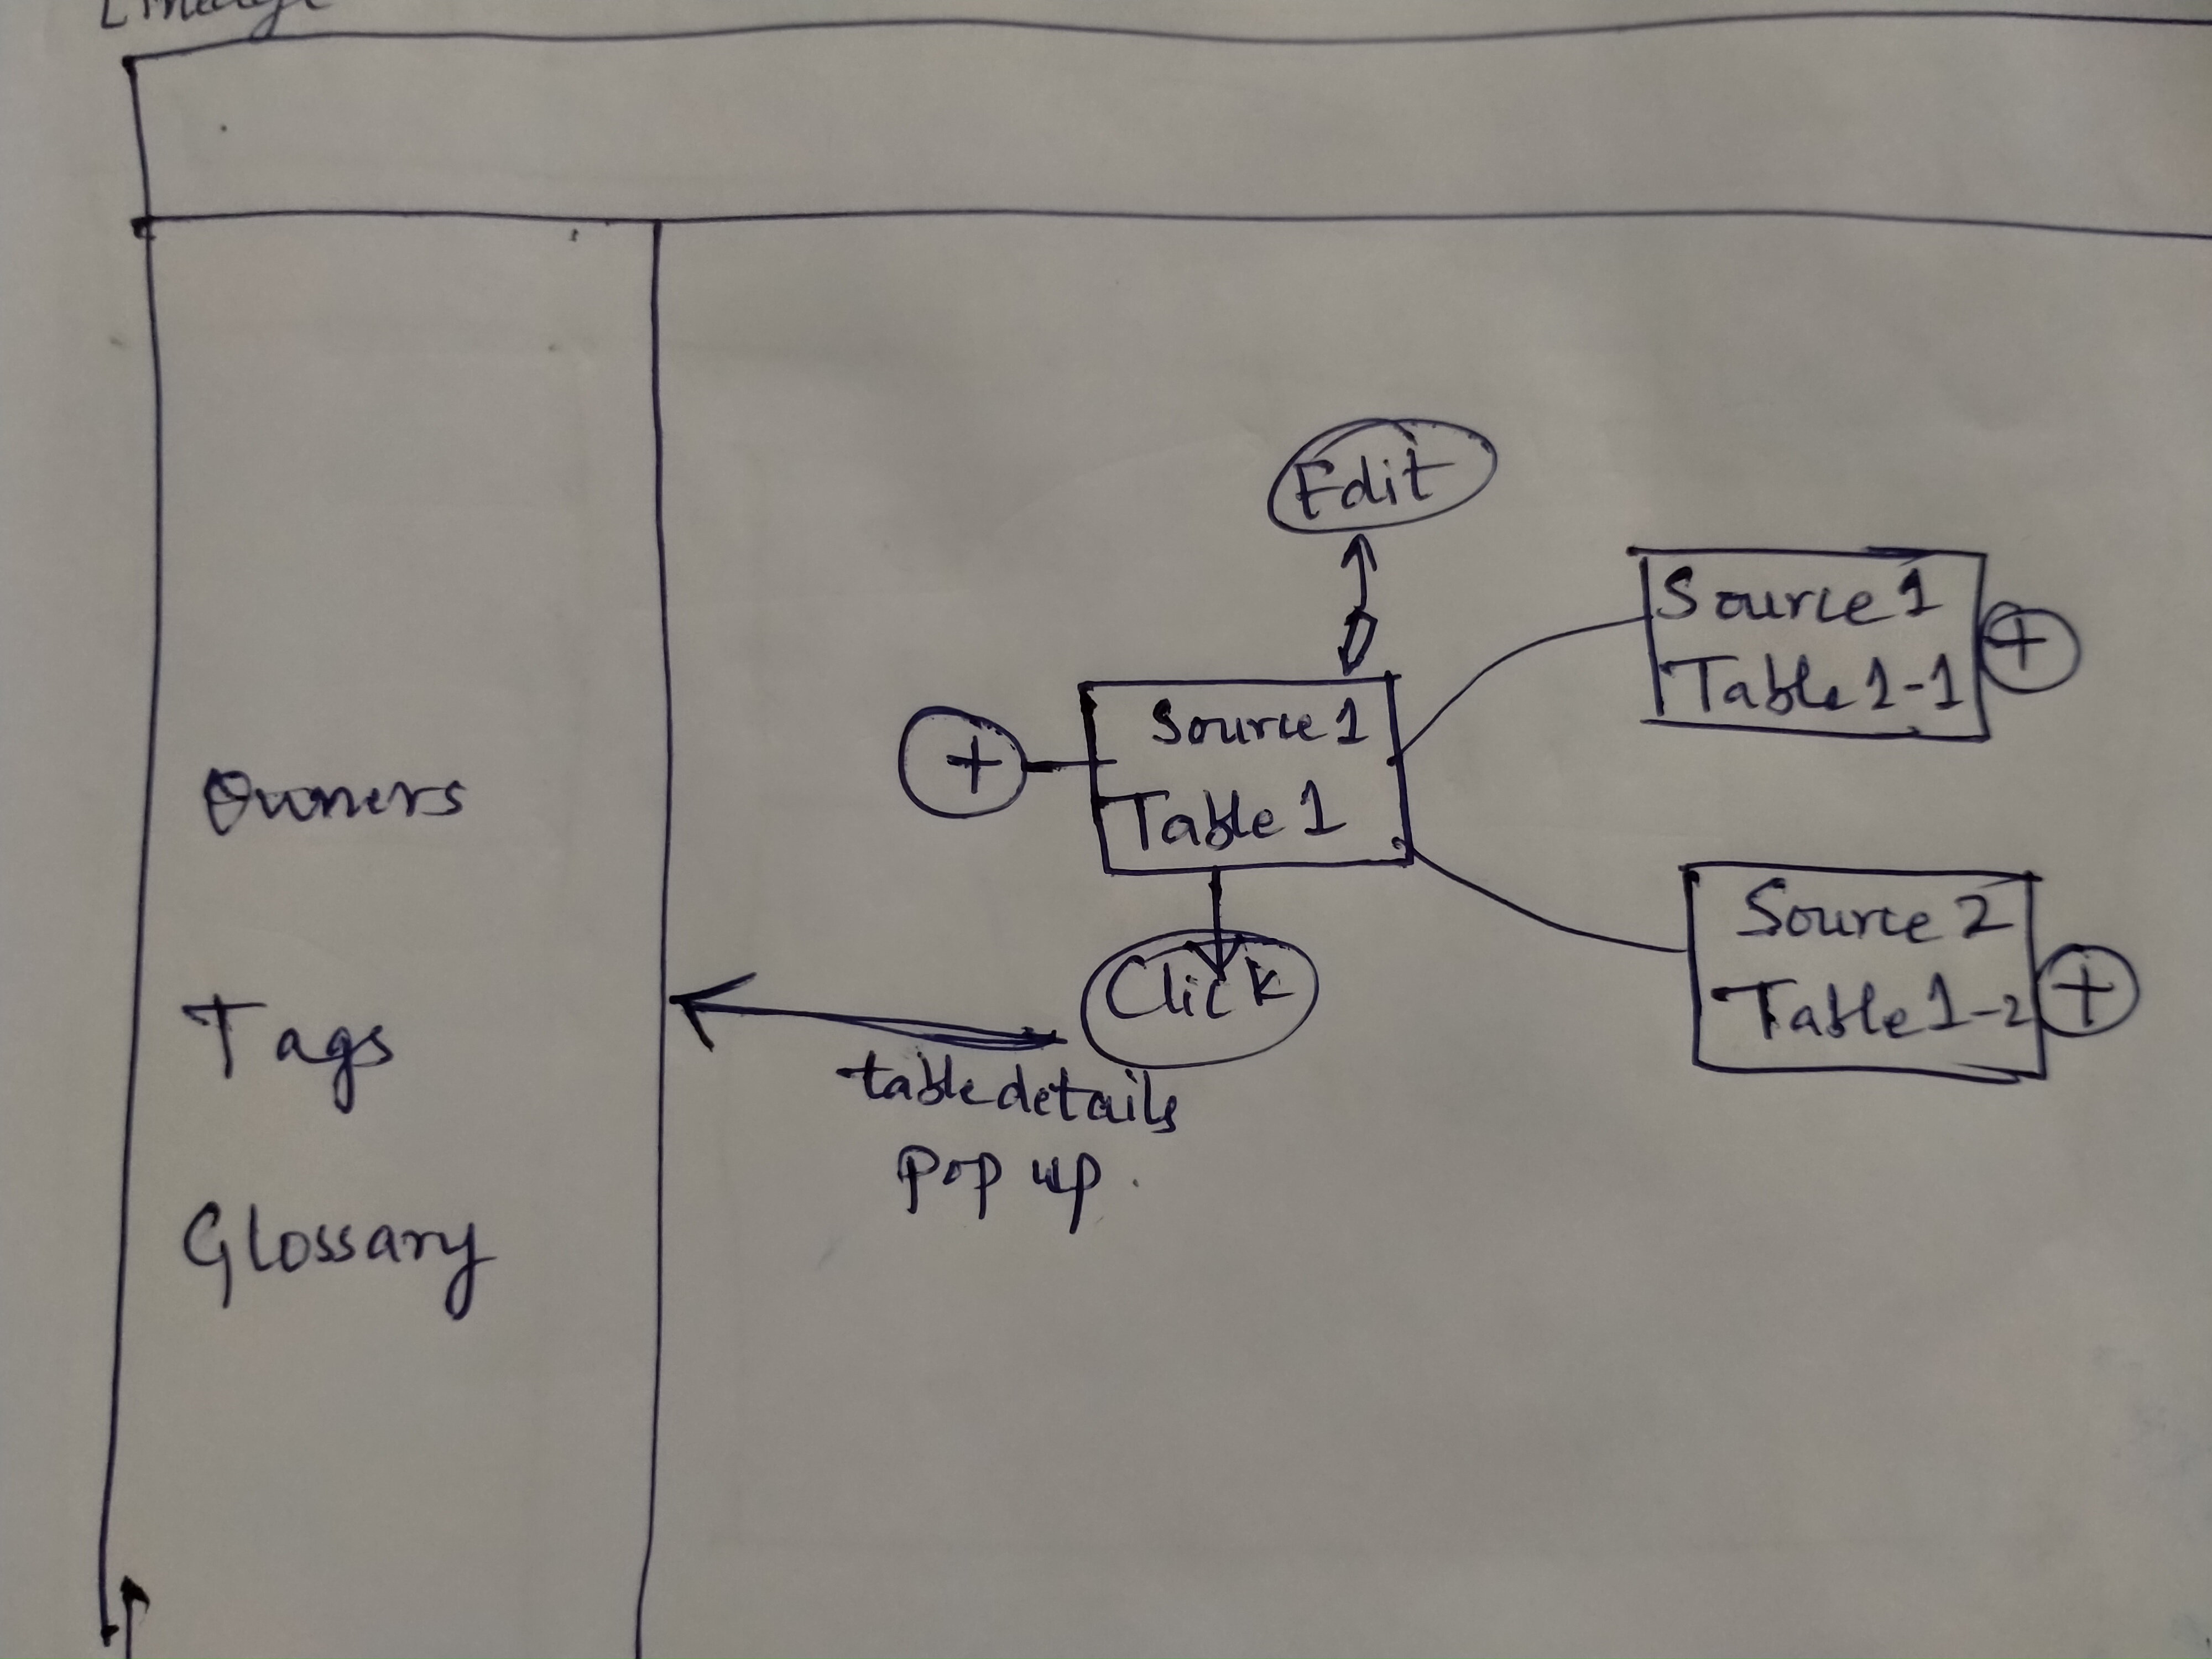 Lineage
Edit
Source 1
Table 1-1
+
Source 1
Table 1
+
Owners
Source 2
Table 1-2
+
Click
Tags
table details
Pop up.
Glossary